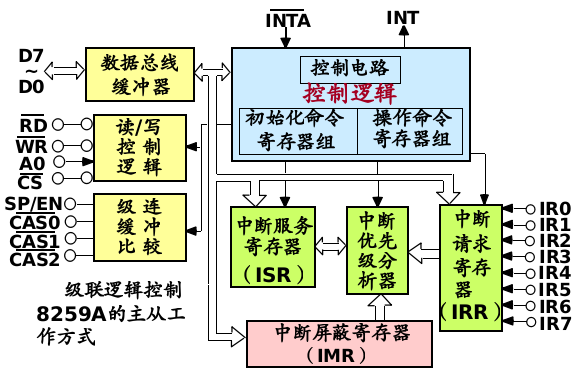 INTA
INT
D7
~
D0
数据总线
缓冲器
控制电路
控制逻辑
初始化命令
寄存器组
操作命令
寄存器组
RD
WR
A0
CS
读/写
控制
逻辑
SP/EN
CAS0
CAS1
CAS2
级连
缓冲
比较
中断服务
寄存器
（ISR）
中断
优先
级分
析器
中断
请求
寄存
器
（IRR）
IR0
IR1
IR2
IR3
IR4
IR5
IR6
IR7
级联逻辑控制
8259A的主从工
作方式
中断屏蔽寄存器
（IMR）